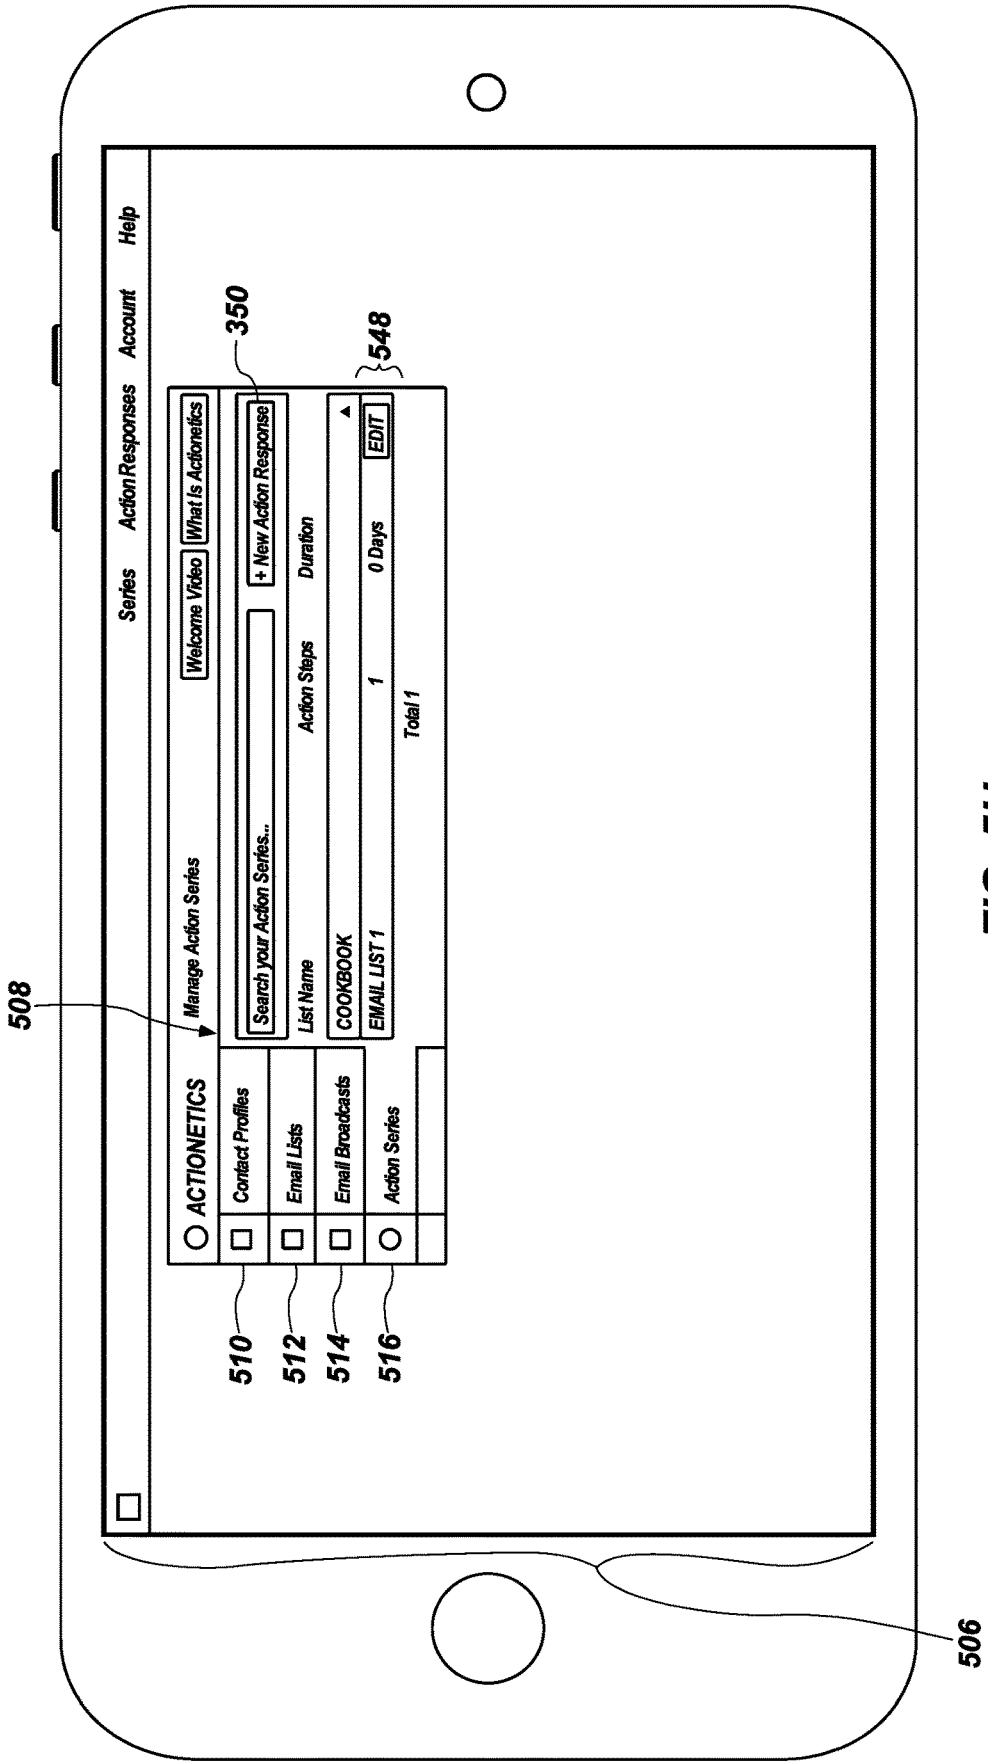 Series Action Responses Account Help
508
ACTIONETICS Manage Action Series Welcome Video What Is Actionetics
510 Contact Profiles
Search your Action Series... + New Action Response 350
512 Email Lists
List Name Action Steps Duration
514 Email Broadcasts
COOKBOOK
516 Action Series
EMAIL LIST 1 1 0 Days EDIT 548
Total 1
506